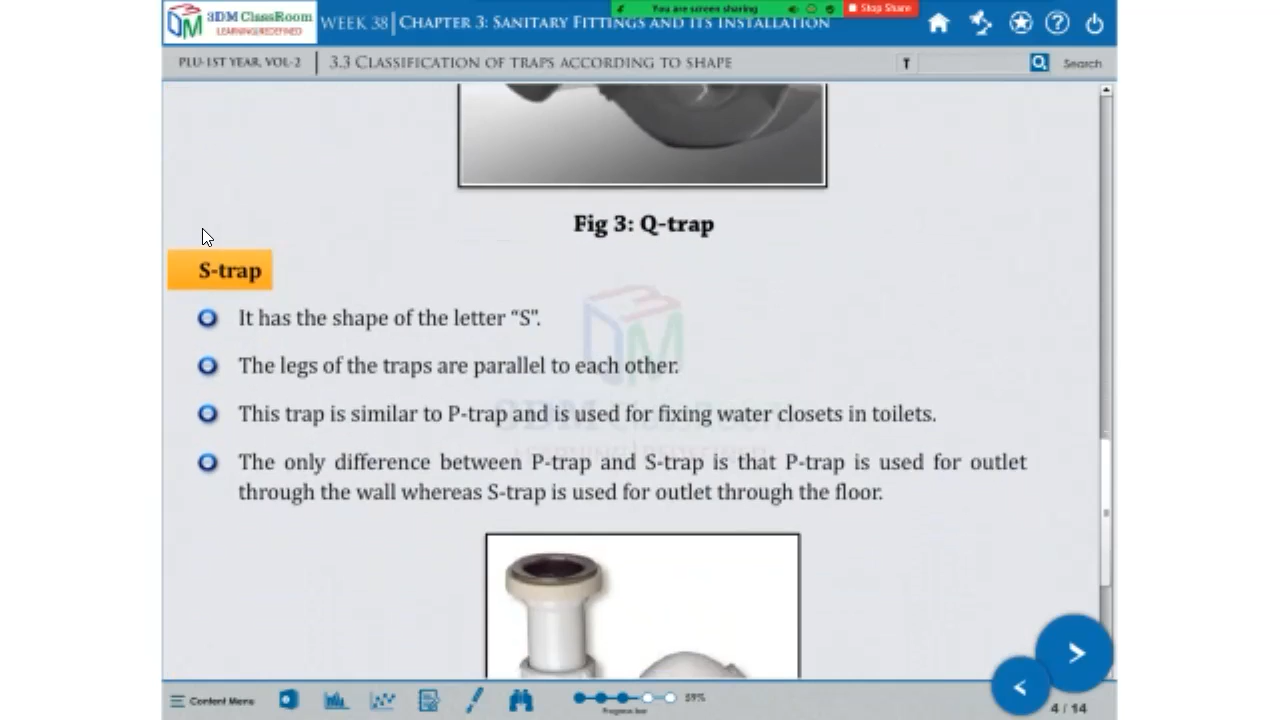 3DM ClassRoom
LEARNING REDEFINED
WEEK 38 CHAPTER 3: SANITARY FITTINGS AND ITS INSTALLATION
You are screen sharing
Stop Share
PLU-1ST YEAR, VOL-2
3.3 CLASSIFICATION OF TRAPS ACCORDING TO SHAPE
T
Search
Fig 3: Q-trap
S-trap
It has the shape of the letter “S”.
The legs of the traps are parallel to each other.
This trap is similar to P-trap and is used for fixing water closets in toilets.
The only difference between P-trap and S-trap is that P-trap is used for outlet
through the wall whereas S-trap is used for outlet through the floor.
3DM ClassRoom
LEARNING REDEFINED
Content Menu
Progress bar
59%
4 / 14